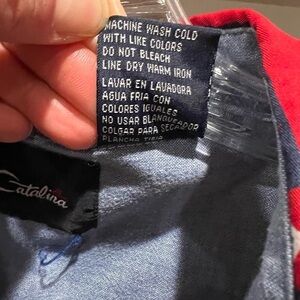 MACHINE WASH COLD
WITH LIKE COLORS
DO NOT BLEACH
LINE DRY WARM IRON
LAVAR EN LAVADORA
AGUA FRIA CON
COLORES IGUALES
NO USAR BLANQUEADOR
COLGAR PARA SECADOR
PLANCHA TIBIA
Catalina